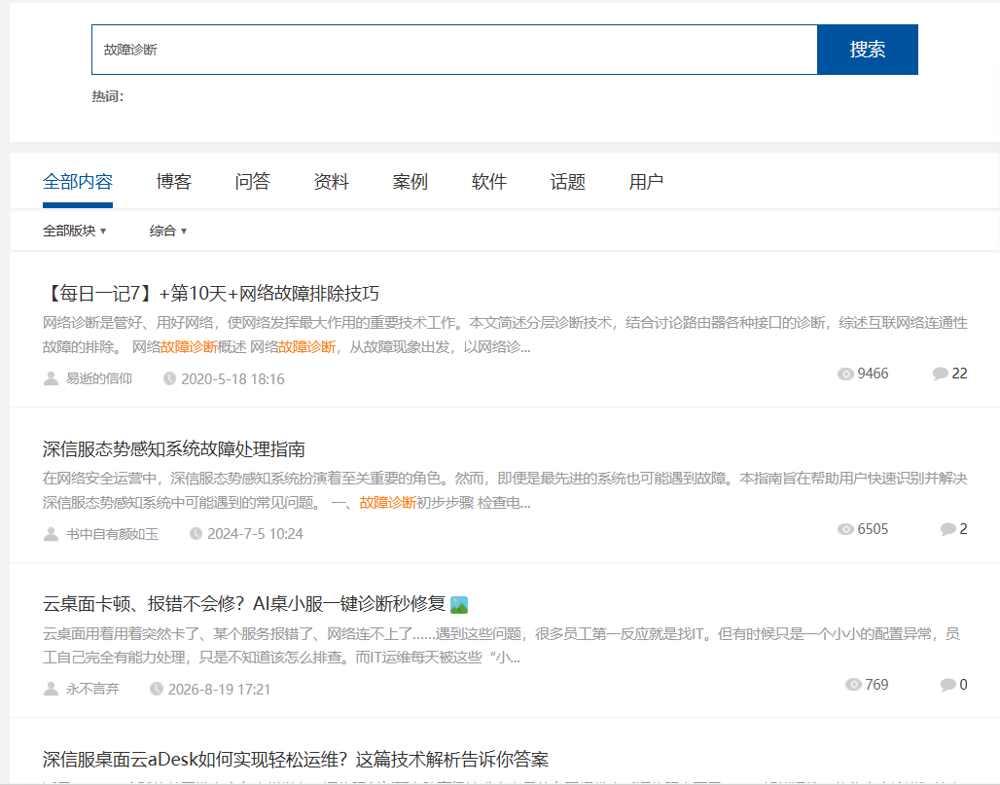 故障诊断
搜索
热词：
全部内容 博客 问答 资料 案例 软件 话题 用户
全部版块 ▾ 综合 ▾
【每日一记7】+第10天+网络故障排除技巧
网络诊断是管好、用好网络，使网络发挥最大作用的重要技术工作。本文简述分层诊断技术，结合讨论路由器各种接口的诊断，综述互联网络连通性
故障的排除。 网络故障诊断概述 网络故障诊断，从故障现象出发，以网络诊...
易逝的信仰 2020-5-18 18:16 9466 22
深信服态势感知系统故障处理指南
在网络安全运营中，深信服态势感知系统扮演着至关重要的角色。然而，即便是最先进的系统也可能遇到故障。本指南旨在帮助用户快速识别并解决
深信服态势感知系统中可能遇到的常见问题。 一、故障诊断初步步骤 检查电...
书中自有颜如玉 2024-7-5 10:24 6505 2
云桌面卡顿、报错不会修？AI桌小服一键诊断秒修复
云桌面用着用着突然卡了、某个服务报错了、网络连不上了......遇到这些问题，很多员工第一反应就是找IT。但有时候只是一个小小的配置异常，员
工自己完全有能力处理，只是不知道该怎么排查。而IT运维每天被这些“小...
永不言弃 2026-8-19 17:21 769 0
深信服桌面云aDesk如何实现轻松运维？这篇技术解析告诉你答案